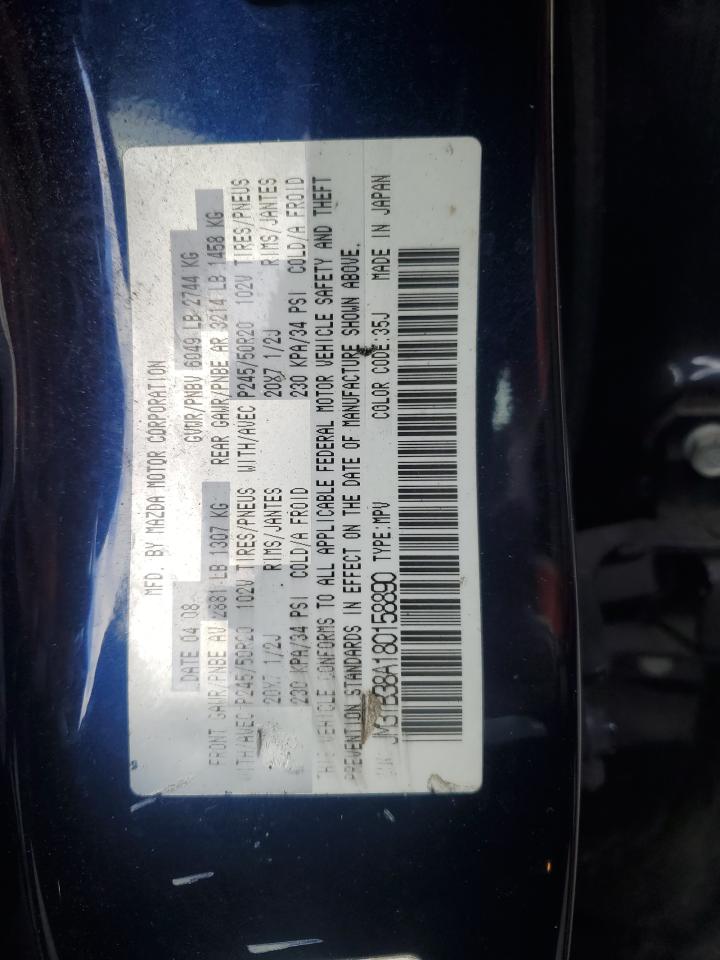 MFD. BY MAZDA MOTOR CORPORATION
DATE 04 08 GVWR/PNBV 6049 LB 2744 KG
FRONT GAWR/PNBE AV 2881 LB 1307 KG REAR GAWR/PNBE AR 3214 LB 1458 KG
WITH/AVEC P245/50R20 102V TIRES/PNEUS WITH/AVEC P245/50R20 102V TIRES/PNEUS
20X7 1/2J RIMS/JANTES 20X7 1/2J RIMS/JANTES
230 KPA/34 PSI COLD/A FROID 230 KPA/34 PSI COLD/A FROID
THIS VEHICLE CONFORMS TO ALL APPLICABLE FEDERAL MOTOR VEHICLE SAFETY AND THEFT
PREVENTION STANDARDS IN EFFECT ON THE DATE OF MANUFACTURE SHOWN ABOVE.
JM3TB38A180158890 TYPE:MPV COLOR CODE:35J MADE IN JAPAN